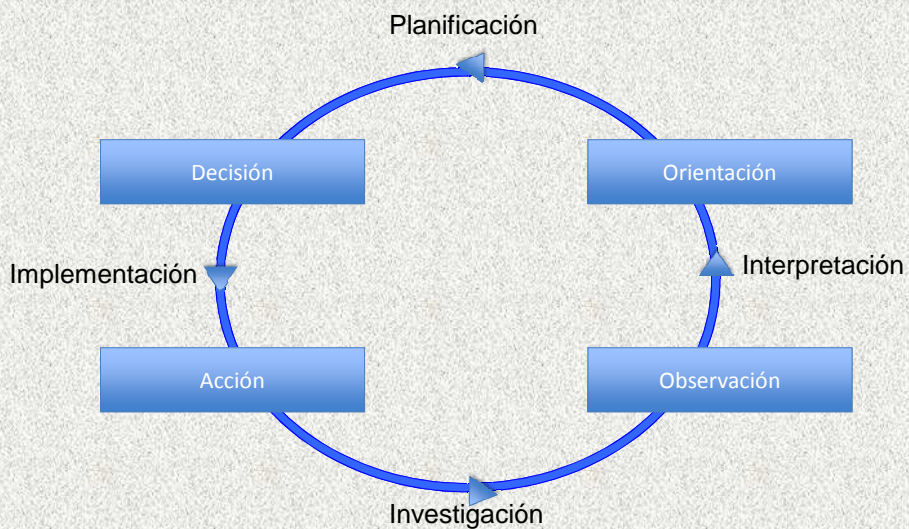 Planificación
Decisión
Orientación
Implementación
Interpretación
Acción
Observación
Investigación